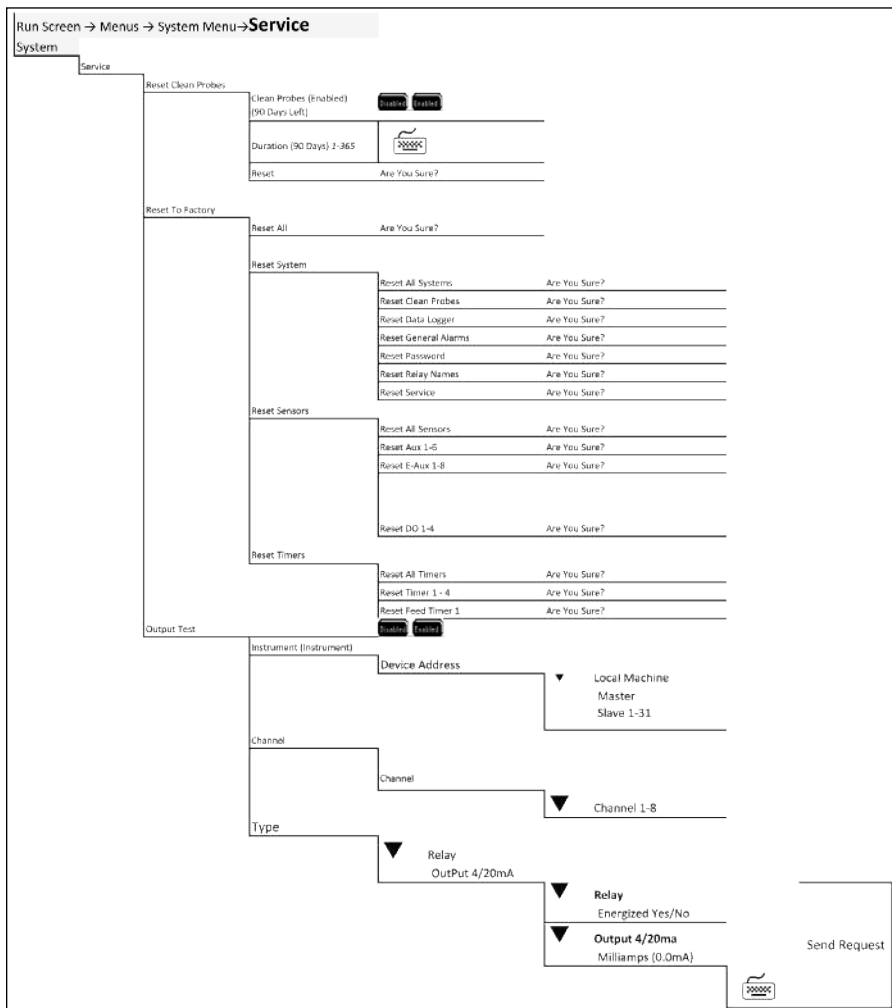 Run Screen → Menus → System Menu→Service
System
Service
Reset Clean Probes
Clean Probes (Enabled) Disabled Enabled
(90 Days Left)
Duration (90 Days) 1-365
Reset Are You Sure?
Reset To Factory
Reset All Are You Sure?
Reset System
Reset All Systems Are You Sure?
Reset Clean Probes Are You Sure?
Reset Data Logger Are You Sure?
Reset General Alarms Are You Sure?
Reset Password Are You Sure?
Reset Relay Names Are You Sure?
Reset Service Are You Sure?
Reset Sensors
Reset All Sensors Are You Sure?
Reset Aux 1-6 Are You Sure?
Reset E-Aux 1-8 Are You Sure?
Reset DO 1-4 Are You Sure?
Reset Timers
Reset All Timers Are You Sure?
Reset Timer 1 - 4 Are You Sure?
Reset Feed Timer 1 Are You Sure?
Output Test Disabled Enabled
Instrument (Instrument)
Device Address
Local Machine
Master
Slave 1-31
Channel
Channel
Channel 1-8
Type
Relay
OutPut 4/20mA
Relay
Energized Yes/No
Output 4/20ma
Milliamps (0.0mA)
Send Request